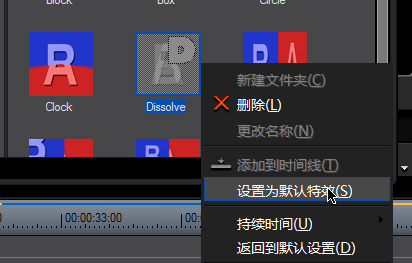 Block
Box
Circle
Clock
Dissolve
新建文件夹(C)
删除(L)
更改名称(N)
添加到时间线(T)
设置为默认特效(S)
持续时间(U)
返回到默认设置(D)
00:00:33:00
00:0